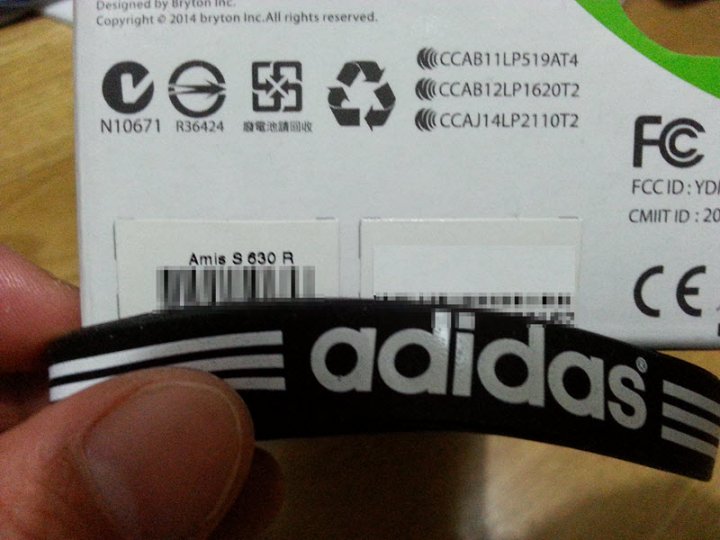 Designed by Bryton Inc.
Copyright © 2014 bryton Inc.All rights reserved.
CCAB11LP519AT4
CCAB12LP1620T2
CCAJ14LP2110T2
N10671
R36424
廢電池請回收
FC
FCC ID : YD
CMIIT ID : 20
CE
Amis S 630 R
adidas®